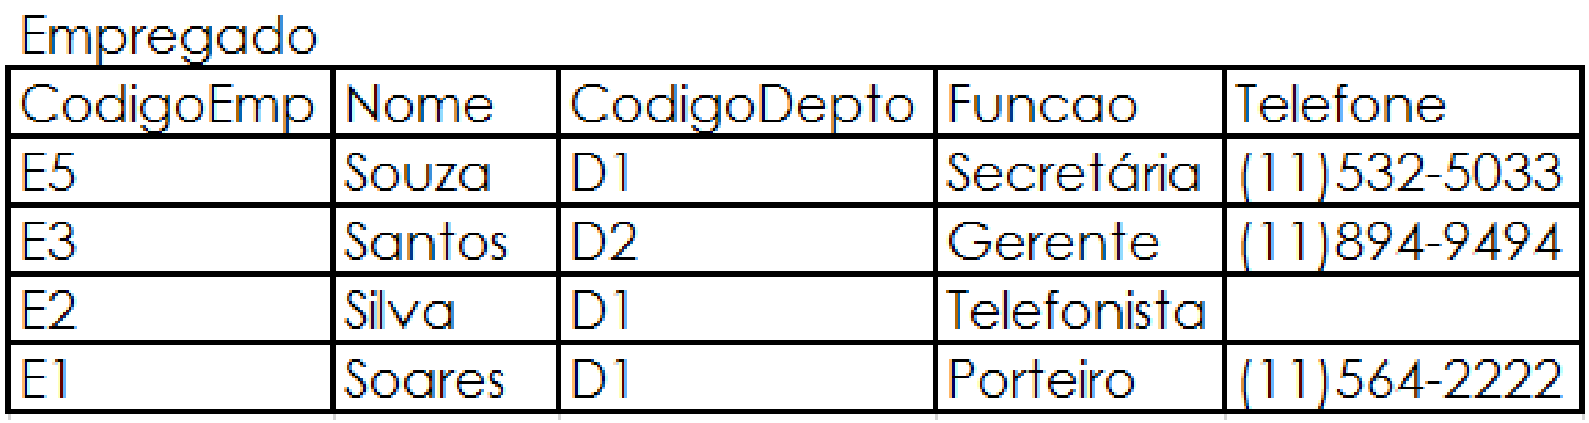 Empregado
CodigoEmp Nome CodigoDepto Funcao Telefone
E5 Souza D1 Secretária (11)532-5033
E3 Santos D2 Gerente (11)894-9494
E2 Silva D1 Telefonista
E1 Soares D1 Porteiro (11)564-2222